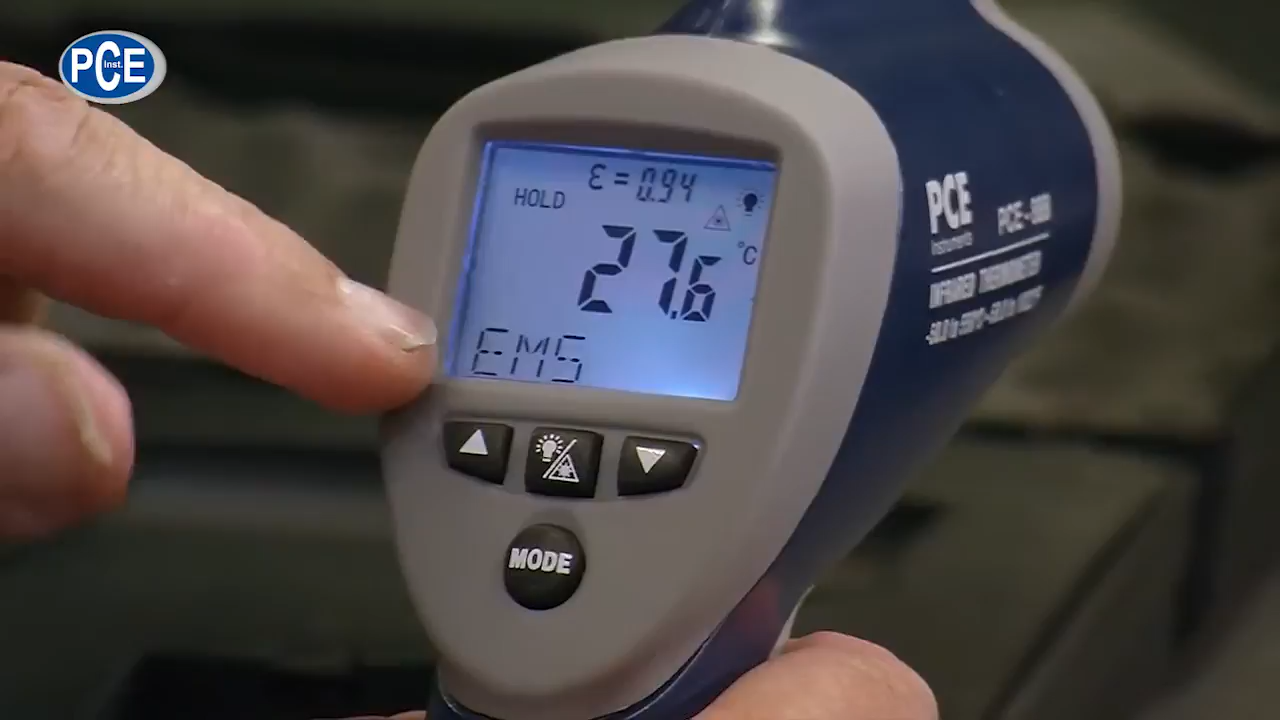 PCE
Inst.
ε = 0.94
HOLD
27.6 °C
EMS
MODE
PCE
Instruments
INFRARED THERMOMETER